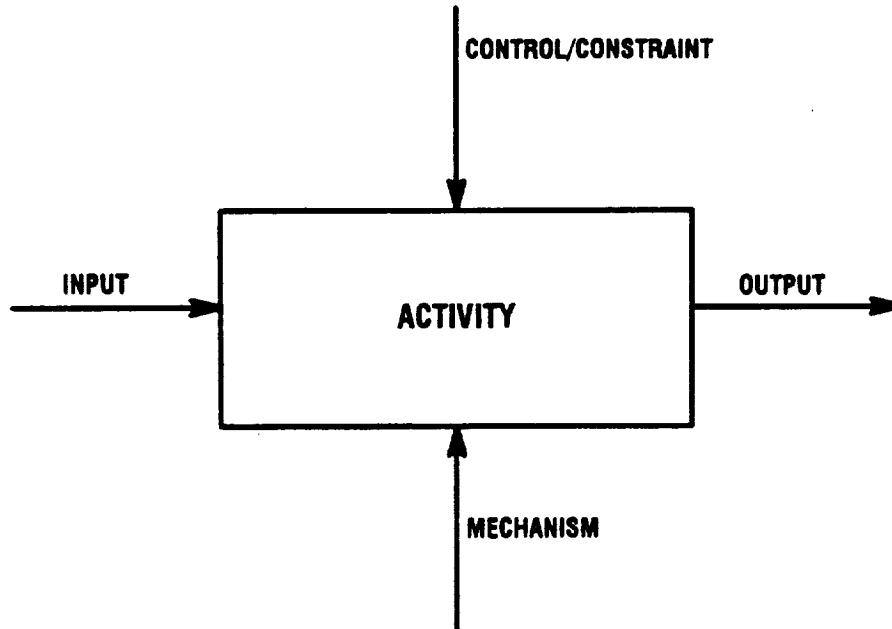 CONTROL/CONSTRAINT
INPUT
OUTPUT
ACTIVITY
MECHANISM